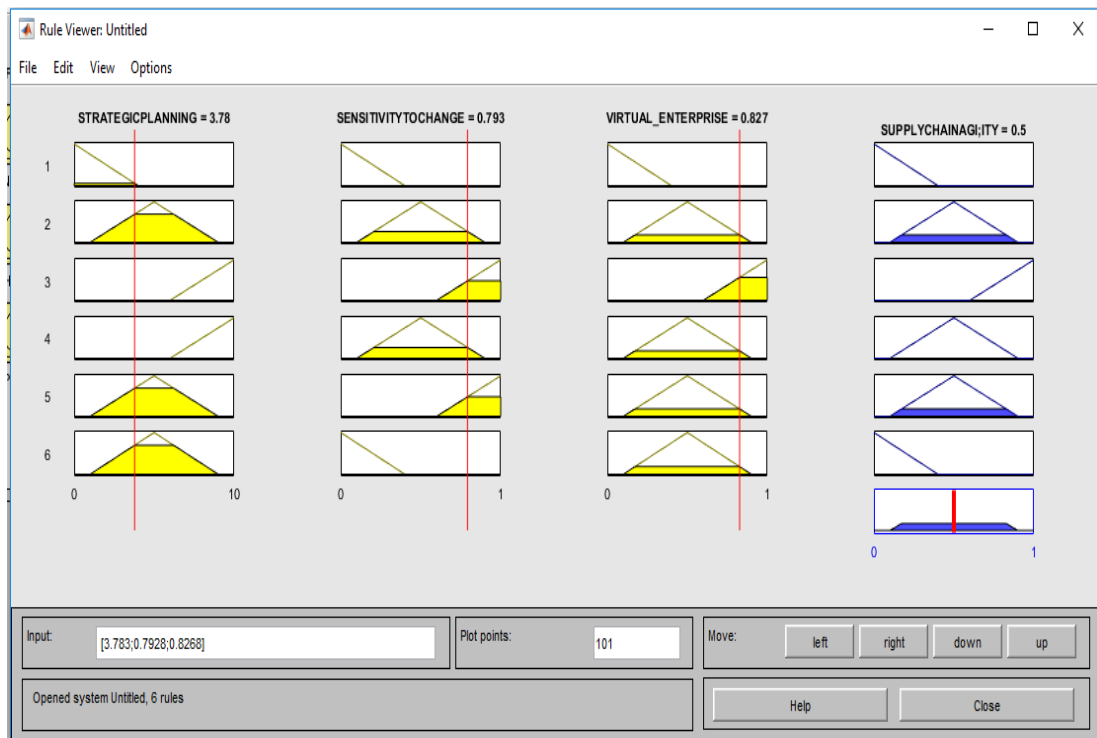 Rule Viewer: Untitled
File Edit View Options
STRATEGICPLANNING = 3.78 SENSITIVITYTOCHANGE = 0.793 VIRTUAL_ENTERPRISE = 0.827 SUPPLYCHAINAGI;ITY = 0.5
1
2
3
4
5
6
0 10 0 1 0 1
0 1
Input: [3.783;0.7928;0.8268] Plot points: 101 Move: left right down up
Opened system Untitled, 6 rules Help Close